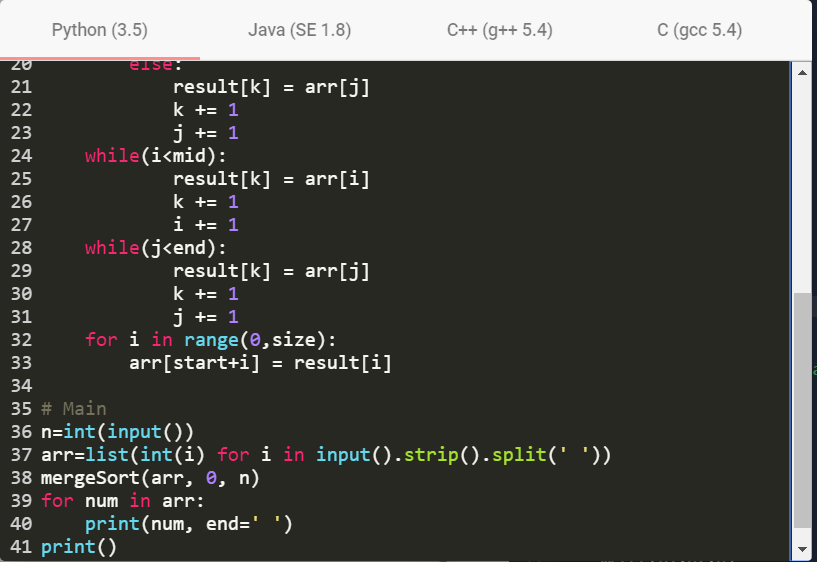 Python (3.5) Java (SE 1.8) C++ (g++ 5.4) C (gcc 5.4)
20         else:
21             result[k] = arr[j]
22             k += 1
23             j += 1
24     while(i<mid):
25             result[k] = arr[i]
26             k += 1
27             i += 1
28     while(j<end):
29             result[k] = arr[j]
30             k += 1
31             j += 1
32     for i in range(0,size):
33         arr[start+i] = result[i]
34
35 # Main
36 n=int(input())
37 arr=list(int(i) for i in input().strip().split(' '))
38 mergeSort(arr, 0, n)
39 for num in arr:
40     print(num, end=' ')
41 print()